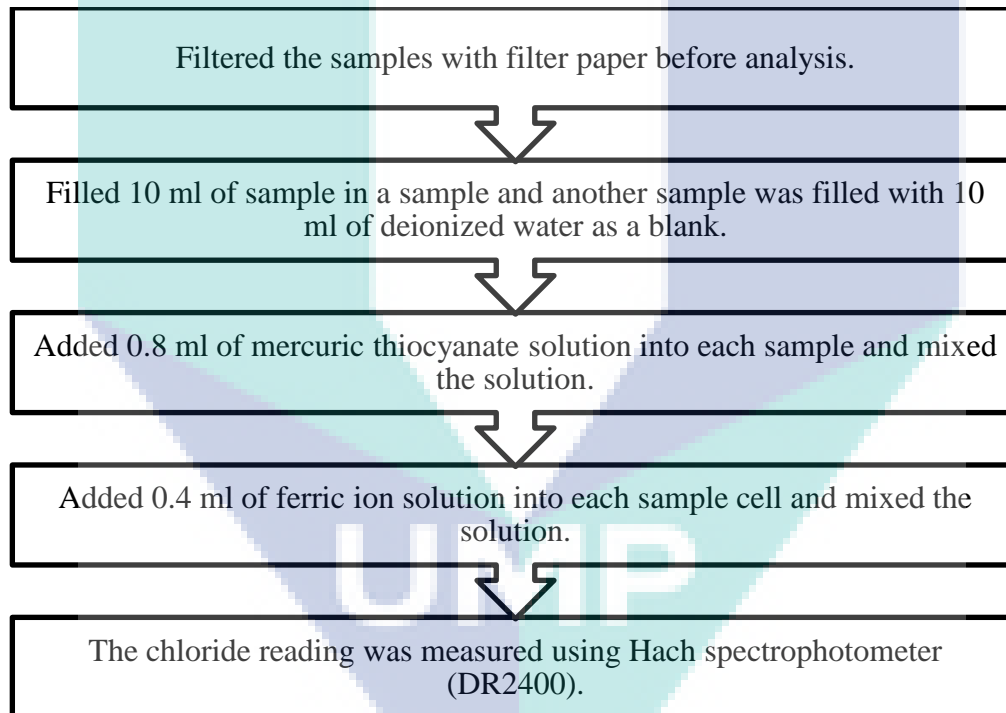 Filtered the samples with filter paper before analysis.
Filled 10 ml of sample in a sample and another sample was filled with 10
ml of deionized water as a blank.
Added 0.8 ml of mercuric thiocyanate solution into each sample and mixed
the solution.
Added 0.4 ml of ferric ion solution into each sample cell and mixed the
solution.
UMP
The chloride reading was measured using Hach spectrophotometer
(DR2400).